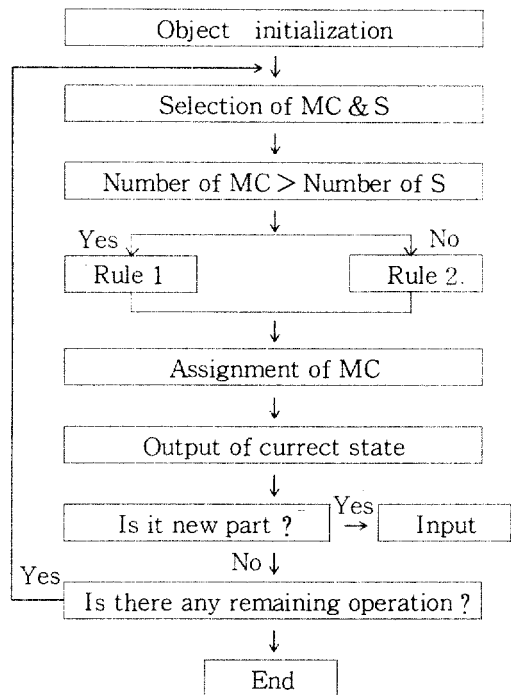 Object initialization
Selection of MC & S
Number of MC > Number of S
Yes No
Rule 1 Rule 2.
Assignment of MC
Output of currect state
Is it new part ? Yes Input
No
Yes
Is there any remaining operation ?
End